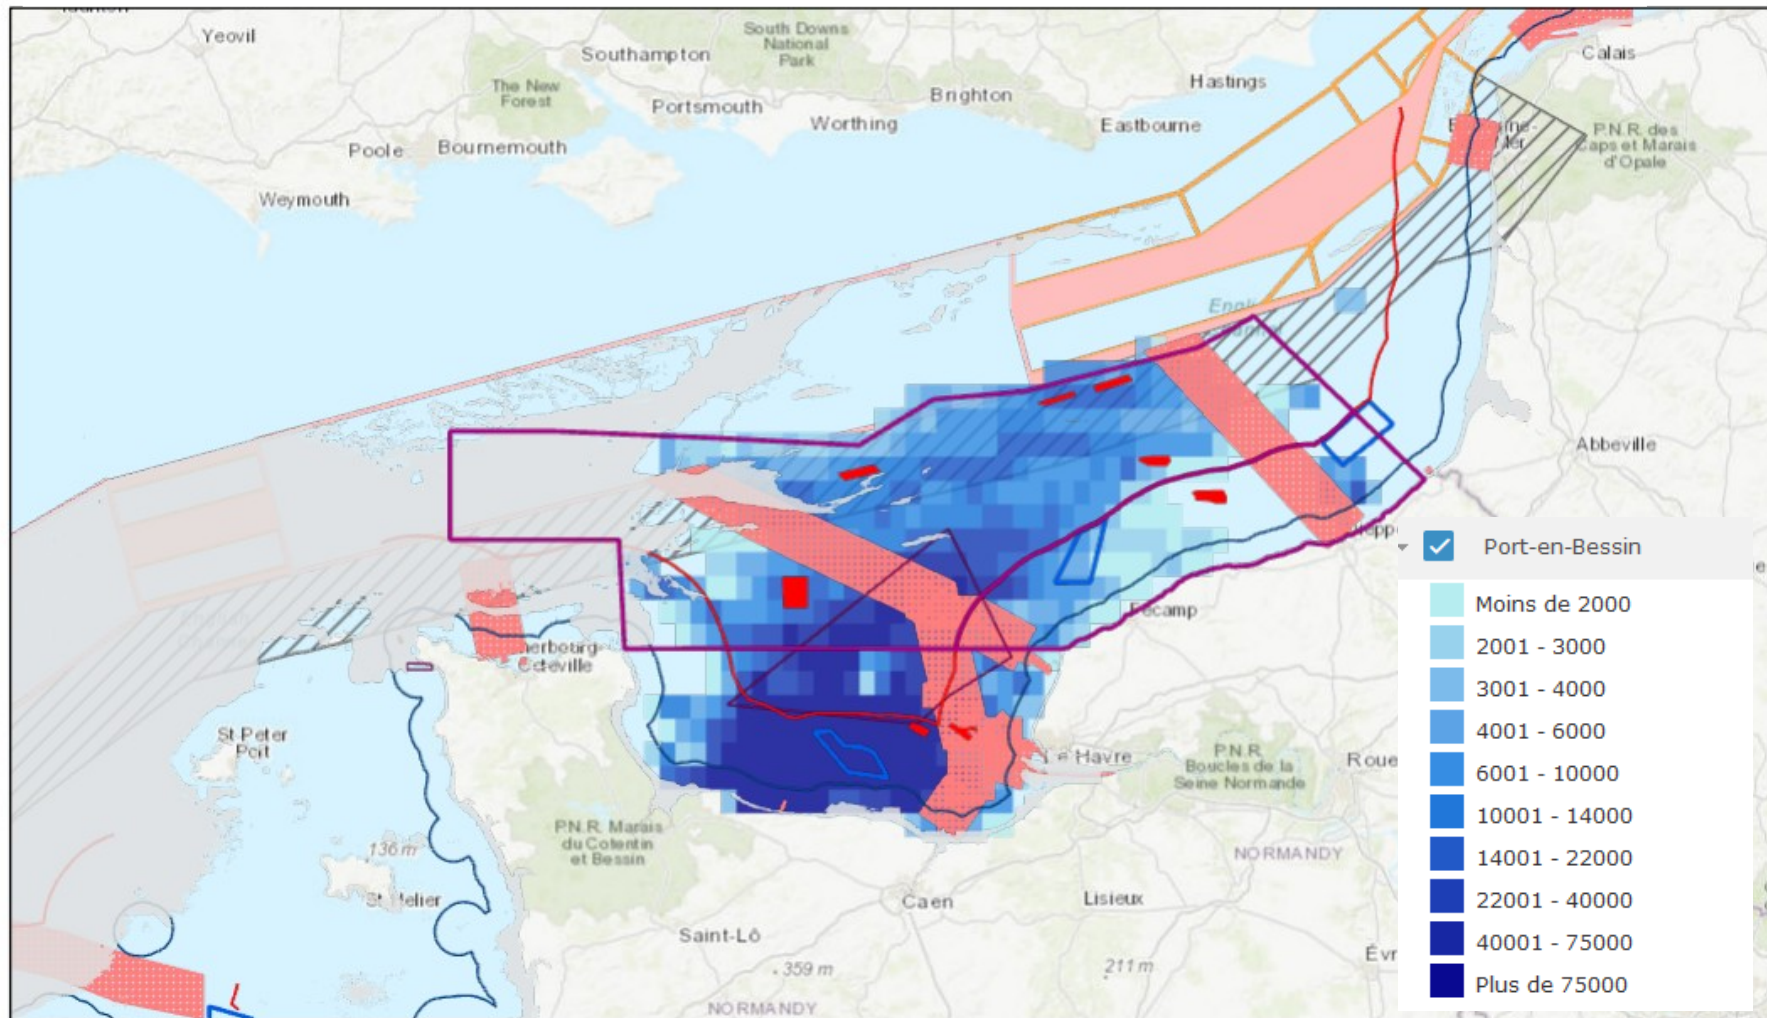 Yeovil
South Downs
National
Park
Southampton
Calais
Hastings
The New
Forest
Portsmouth
Brighton
Worthing
Eastbourne
P.N.R. des
Caps et Marais
d'Opale
Poole
Bournemouth
Weymouth
Abbeville
Port-en-Bessin
Moins de 2000
2001 - 3000
3001 - 4000
4001 - 6000
6001 - 10000
10001 - 14000
14001 - 22000
22001 - 40000
40001 - 75000
Plus de 75000
Fécamp
St Peter
Port
Le Havre
P.N.R.
Boucles de la
Seine Normande
Roue
P.N.R. Marais
du Cotentin
et Bessin
136 m
NORMANDY
St Helier
Caen
Lisieux
Saint-Lô
359 m
211 m
Évr
NORMANDY